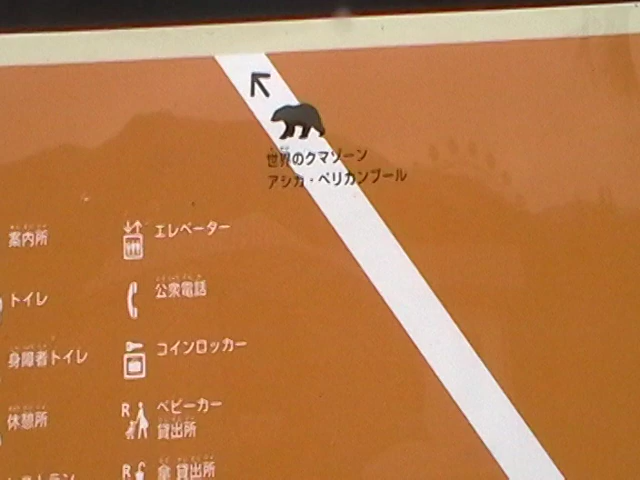 世界のクマゾーン
アシカ・ペリカンプール
案内所
エレベーター
トイレ
公衆電話
身障者トイレ
コインロッカー
休憩所
R
ベビーカー
貸出所
R
傘 貸出所